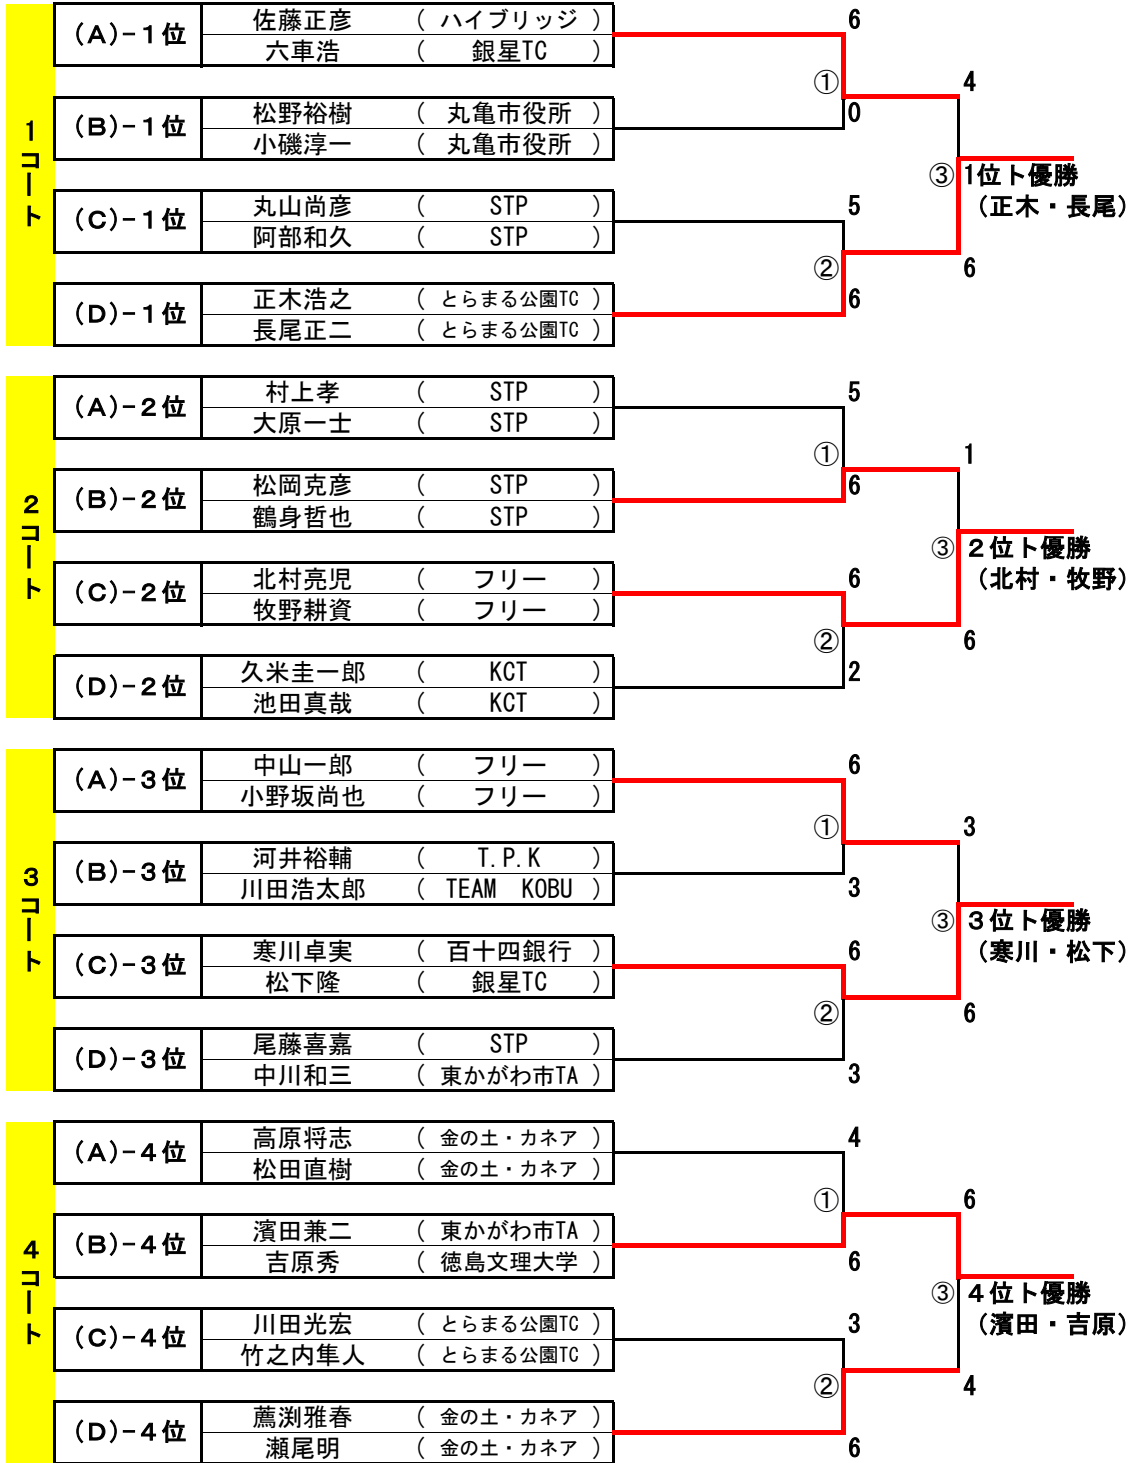 1コート
(A)-1位 佐藤正彦 ( ハイブリッジ ) 6
六車浩 ( 銀星TC )
① 4
(B)-1位 松野裕樹 ( 丸亀市役所 ) 0
小磯淳一 ( 丸亀市役所 )
③ 1位ト優勝
(正木・長尾)
(C)-1位 丸山尚彦 ( STP ) 5
阿部和久 ( STP )
② 6
(D)-1位 正木浩之 ( とらまる公園TC ) 6
長尾正二 ( とらまる公園TC )
2コート
(A)-2位 村上孝 ( STP ) 5
大原一士 ( STP )
① 1
(B)-2位 松岡克彦 ( STP ) 6
鶴身哲也 ( STP )
③ 2位ト優勝
(北村・牧野)
(C)-2位 北村亮児 ( フリー ) 6
牧野耕資 ( フリー )
② 6
(D)-2位 久米圭一郎 ( KCT ) 2
池田真哉 ( KCT )
3コート
(A)-3位 中山一郎 ( フリー ) 6
小野坂尚也 ( フリー )
① 3
(B)-3位 河井裕輔 ( T.P.K )
川田浩太郎 ( TEAM KOBU ) 3
③ 3位ト優勝
(寒川・松下)
(C)-3位 寒川卓実 ( 百十四銀行 ) 6
松下隆 ( 銀星TC )
② 6
(D)-3位 尾藤喜嘉 ( STP )
中川和三 ( 東かがわ市TA ) 3
4コート
(A)-4位 高原将志 ( 金の土・カネア ) 4
松田直樹 ( 金の土・カネア )
① 6
(B)-4位 濱田兼二 ( 東かがわ市TA )
吉原秀 ( 徳島文理大学 ) 6
③ 4位ト優勝
(濱田・吉原)
(C)-4位 川田光宏 ( とらまる公園TC ) 3
竹之内隼人 ( とらまる公園TC )
② 4
(D)-4位 薦渕雅春 ( 金の土・カネア )
瀬尾明 ( 金の土・カネア ) 6